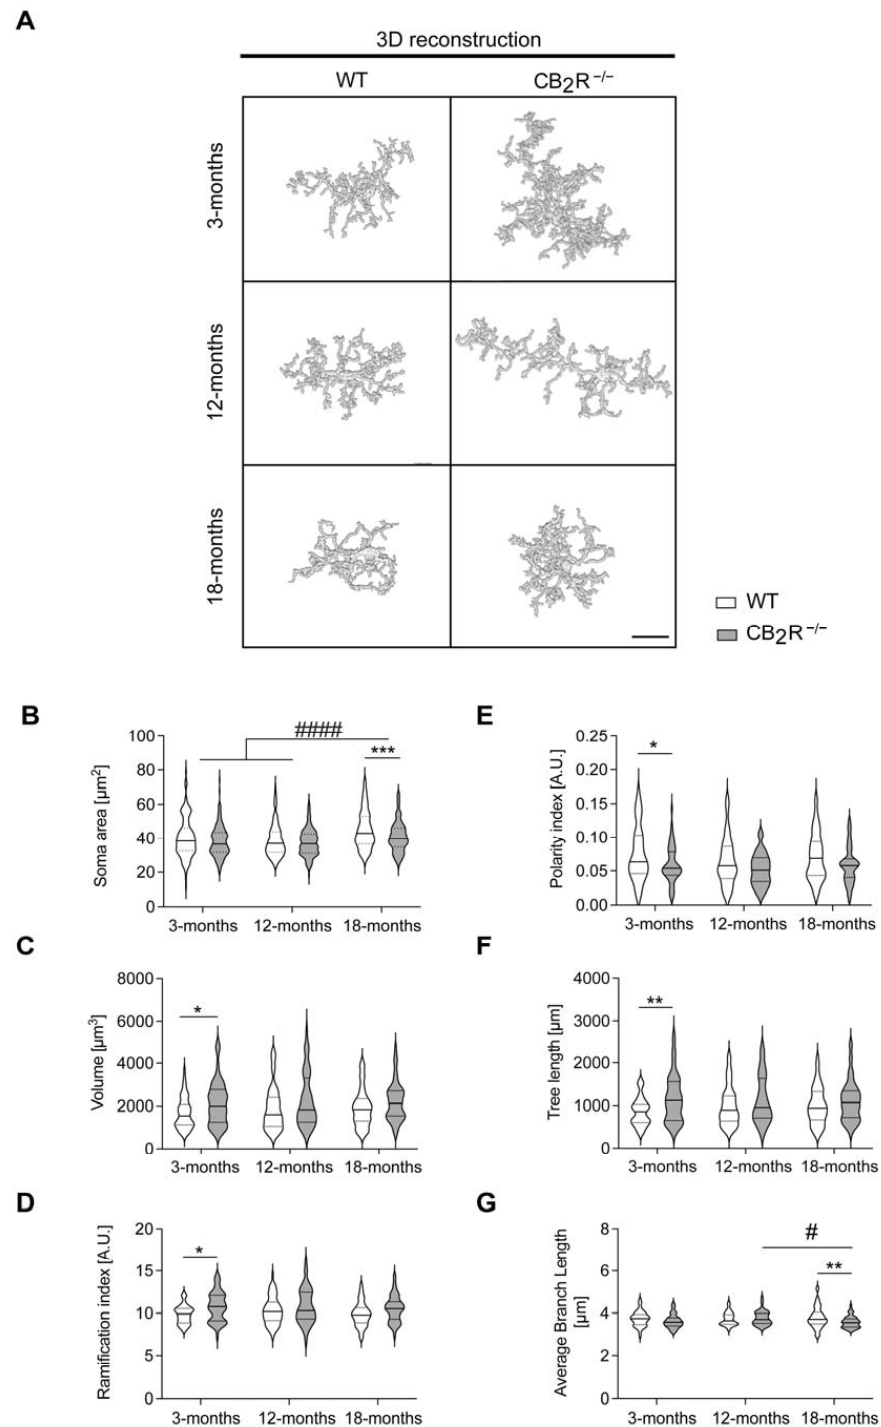 A
3D reconstruction
WT
CB2R−/−
3-months
12-months
18-months
WT
CB2R−/−
B
Soma area [µm2]
100
80
60
40
20
0
####
***
3-months 12-months 18-months
E
Polarity index [A.U.]
0.25
0.20
0.15
0.10
0.05
0.00
*
3-months 12-months 18-months
C
Volume [µm3]
8000
6000
4000
2000
0
*
3-months 12-months 18-months
F
Tree length [µm]
4000
3000
2000
1000
0
**
3-months 12-months 18-months
D
Ramification index [A.U.]
20
15
10
5
0
*
3-months 12-months 18-months
G
Average Branch Length
[µm]
8
6
4
2
0
#
**
3-months 12-months 18-months